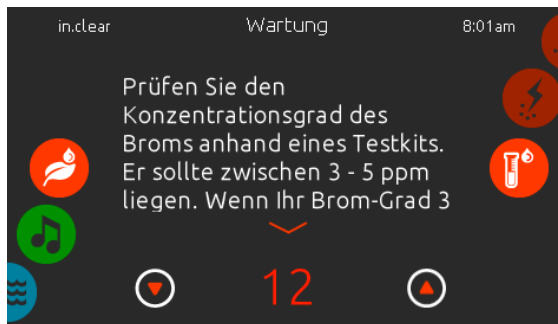 in.clear Wartung 8:01am
Prüfen Sie den
Konzentrationsgrad des
Broms anhand eines Testkits.
Er sollte zwischen 3 - 5 ppm
liegen. Wenn Ihr Brom-Grad 3
12